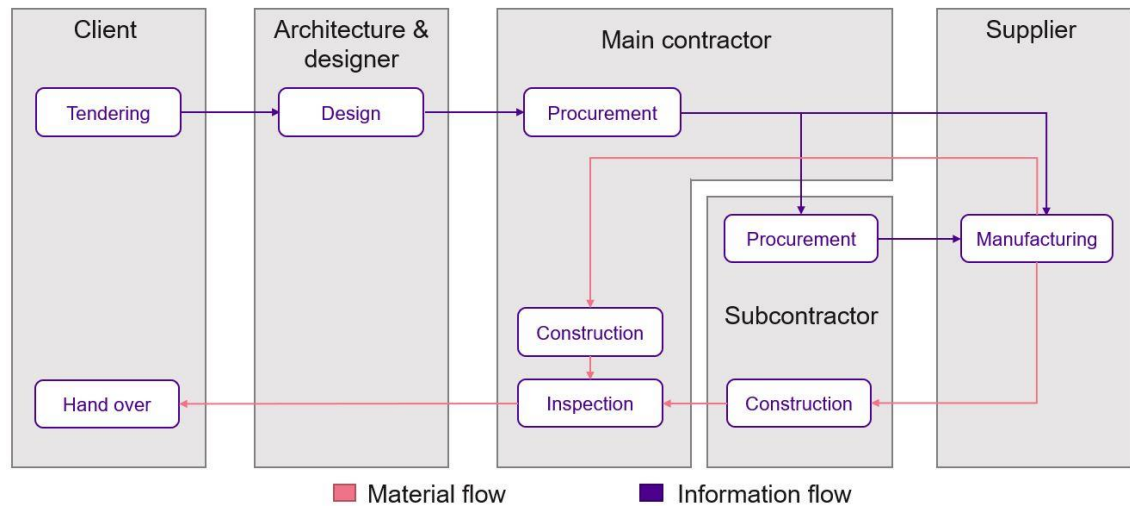 Client
Architecture &
designer
Main contractor
Supplier
Tendering
Design
Procurement
Procurement
Manufacturing
Subcontractor
Construction
Hand over
Inspection
Construction
Material flow
Information flow